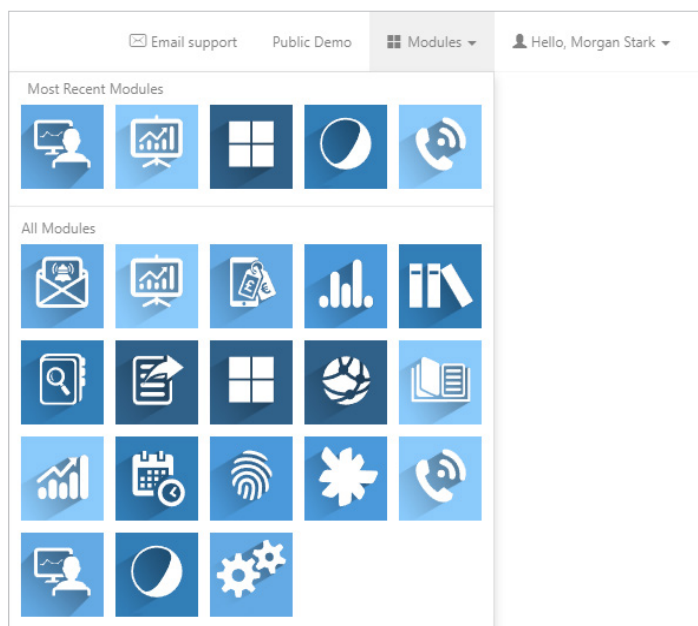 Email support Public Demo Modules Hello, Morgan Stark
Most Recent Modules
All Modules
£
€